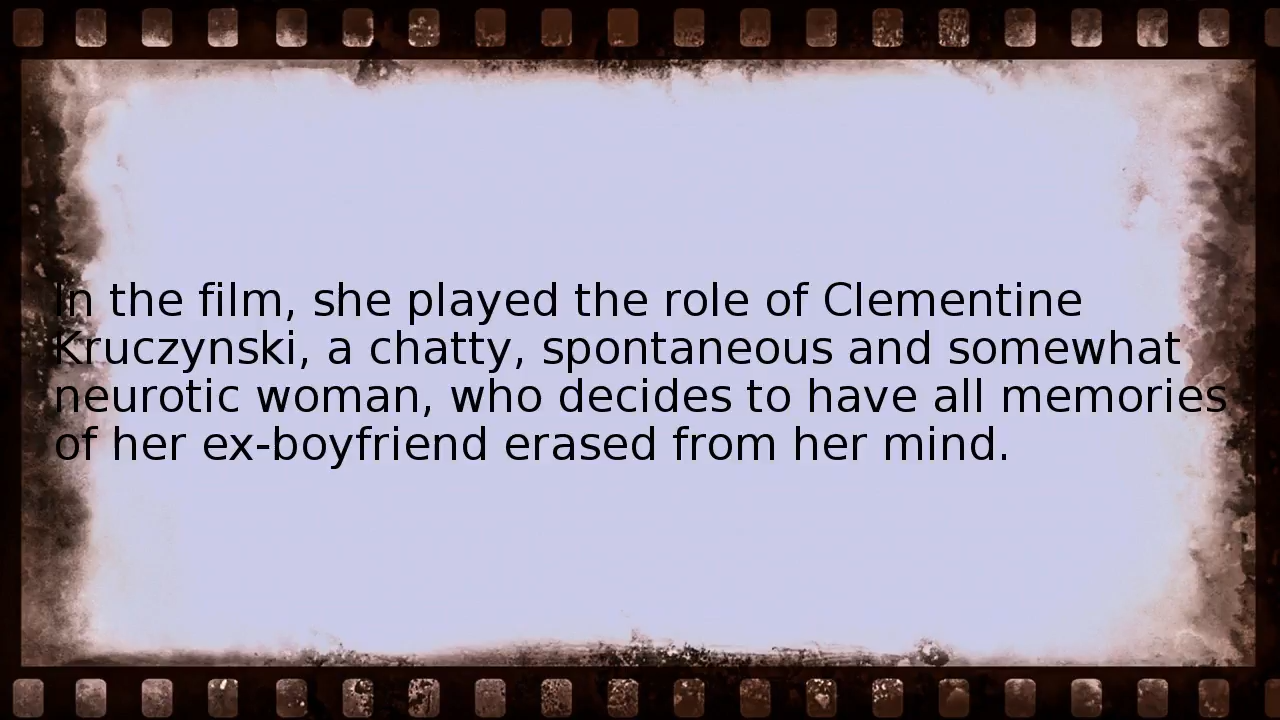 In the film, she played the role of Clementine
Kruczynski, a chatty, spontaneous and somewhat
neurotic woman, who decides to have all memories
of her ex-boyfriend erased from her mind.